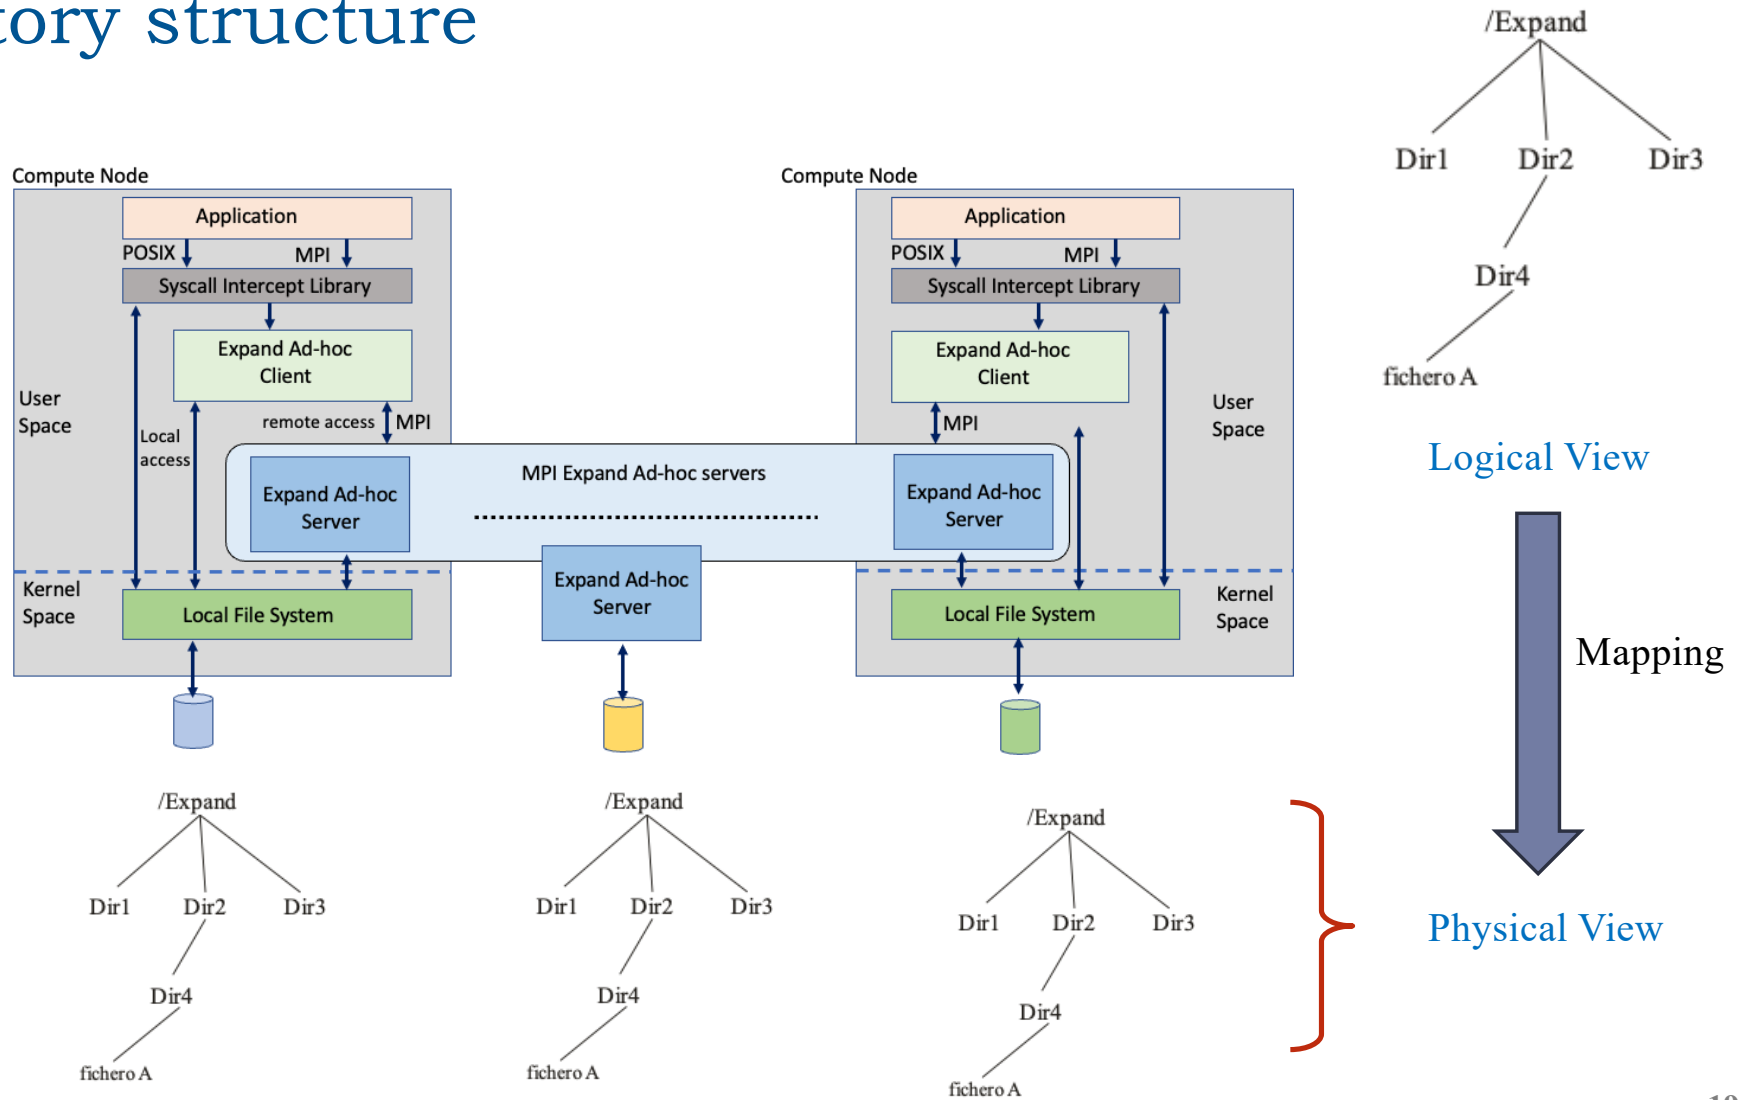 tory structure
/Expand
Dir1 Dir2 Dir3
Dir4
fichero A
Logical View
Mapping
Physical View
Compute Node
Application
POSIX MPI
Syscall Intercept Library
Expand Ad-hoc
Client
User
Space
Local
access
remote access MPI
Expand Ad-hoc
Server
Kernel
Space
Local File System
MPI Expand Ad-hoc servers
Expand Ad-hoc
Server
Compute Node
Application
POSIX MPI
Syscall Intercept Library
Expand Ad-hoc
Client
User
Space
MPI
Expand Ad-hoc
Server
Kernel
Space
Local File System
/Expand
Dir1 Dir2 Dir3
Dir4
fichero A
/Expand
Dir1 Dir2 Dir3
Dir4
fichero A
/Expand
Dir1 Dir2 Dir3
Dir4
fichero A